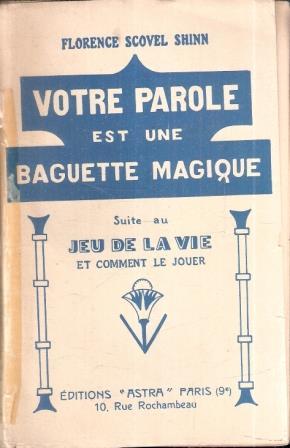 FLORENCE SCOVEL SHINN
VOTRE PAROLE
EST UNE
BAGUETTE MAGIQUE
Suite au
JEU DE LA VIE
ET COMMENT LE JOUER
ÉDITIONS "ASTRA" PARIS (9e)
10, Rue Rochambeau